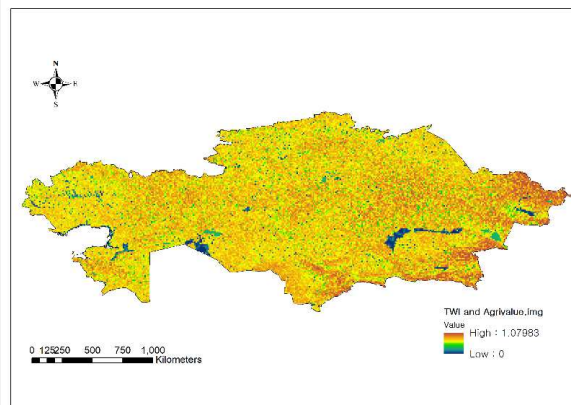 N
W E
S
TWI and Agrivalue.img
Value
High : 1.07983
Low : 0
0 125250 500 750 1,000
Kilometers